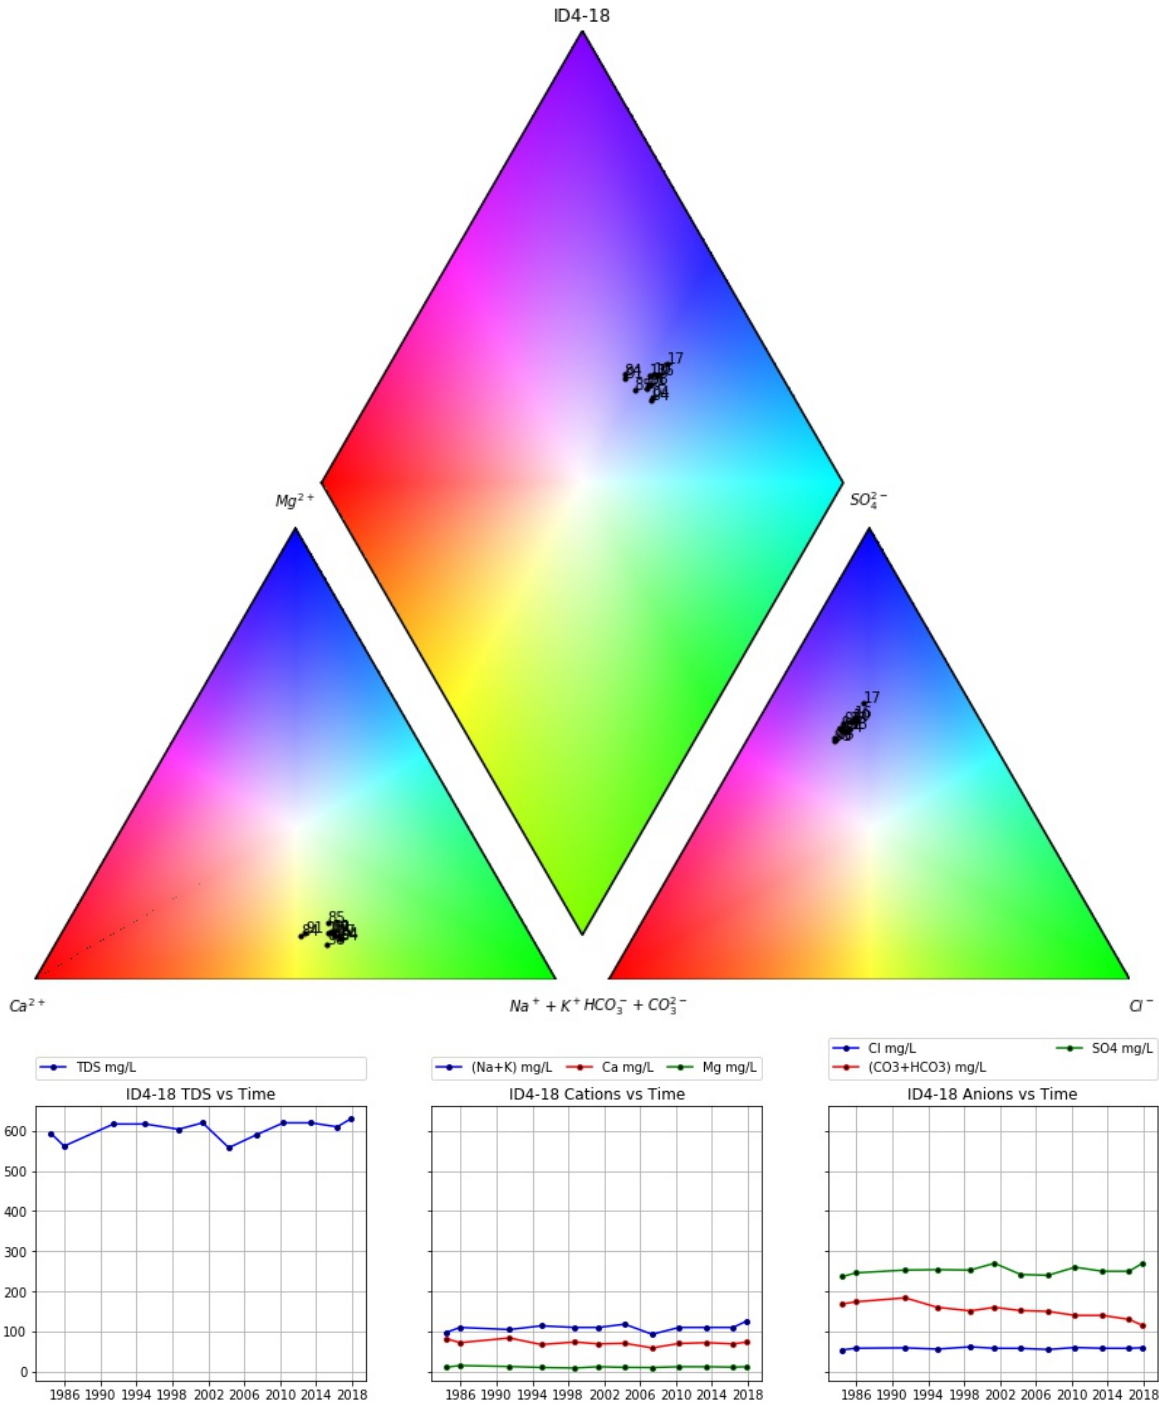 ID4-18
17
84
94
Mg²⁺
SO₄²⁻
17
85
91
84
94
Ca²⁺
Na⁺ + K⁺ HCO₃⁻ + CO₃²⁻
Cl⁻
TDS mg/L
(Na+K) mg/L Ca mg/L Mg mg/L
Cl mg/L SO4 mg/L
(CO3+HCO3) mg/L
ID4-18 TDS vs Time
ID4-18 Cations vs Time
ID4-18 Anions vs Time
600
500
400
300
200
100
0
1986 1990 1994 1998 2002 2006 2010 2014 2018
1986 1990 1994 1998 2002 2006 2010 2014 2018
1986 1990 1994 1998 2002 2006 2010 2014 2018